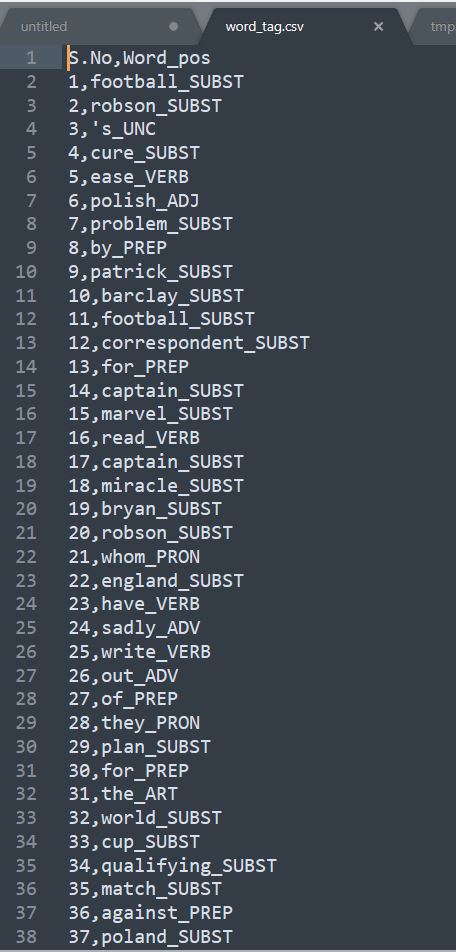 untitled word_tag.csv × tmp
1 S.No,Word_pos
2 1,football_SUBST
3 2,robson_SUBST
4 3,'s_UNC
5 4,cure_SUBST
6 5,ease_VERB
7 6,polish_ADJ
8 7,problem_SUBST
9 8,by_PREP
10 9,patrick_SUBST
11 10,barclay_SUBST
12 11,football_SUBST
13 12,correspondent_SUBST
14 13,for_PREP
15 14,captain_SUBST
16 15,marvel_SUBST
17 16,read_VERB
18 17,captain_SUBST
19 18,miracle_SUBST
20 19,bryan_SUBST
21 20,robson_SUBST
22 21,whom_PRON
23 22,england_SUBST
24 23,have_VERB
25 24,sadly_ADV
26 25,write_VERB
27 26,out_ADV
28 27,of_PREP
29 28,they_PRON
30 29,plan_SUBST
31 30,for_PREP
32 31,the_ART
33 32,world_SUBST
34 33,cup_SUBST
35 34,qualifying_SUBST
36 35,match_SUBST
37 36,against_PREP
38 37,poland_SUBST